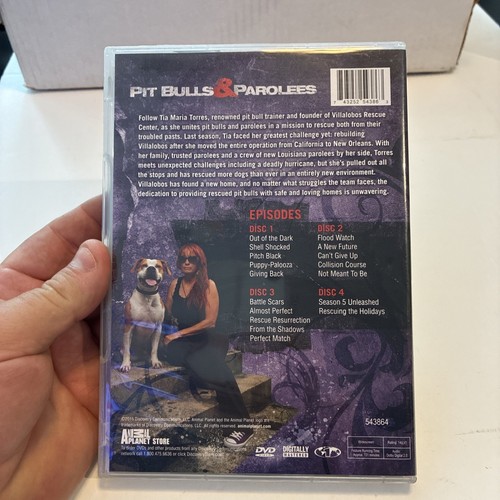 PIT BULLS & PAROLEES
Follow Tia Maria Torres, renowned pit bull trainer and founder of Villalobos Rescue
Center, as she unites pit bulls and parolees in a mission to rescue both from their
troubled pasts. Last season, Tia faced her greatest challenge yet: rebuilding
Villalobos after she moved the entire operation from California to New Orleans. With
her family, trusted parolees and a crew of new Louisiana parolees by her side, Torres
meets unexpected challenges including a deadly hurricane, but she's pulled out all
the stops and has rescued more dogs than ever in an entirely new environment.
Villalobos has found a new home, and no matter what struggles the team faces, the
dedication to providing rescued pit bulls with safe and loving homes is unwavering.
EPISODES
DISC 1
Out of the Dark
Shell Shocked
Pitch Black
Puppy-Palooza
Giving Back
DISC 2
Flood Watch
A New Future
Can't Give Up
Collision Course
Not Meant To Be
DISC 3
Battle Scars
Almost Perfect
Rescue Resurrection
From the Shadows
Perfect Match
DISC 4
Season 5 Unleashed
Rescuing the Holidays
543864
ANIMAL
PLANET STORE
DVD
DIGITALLY
MASTERED